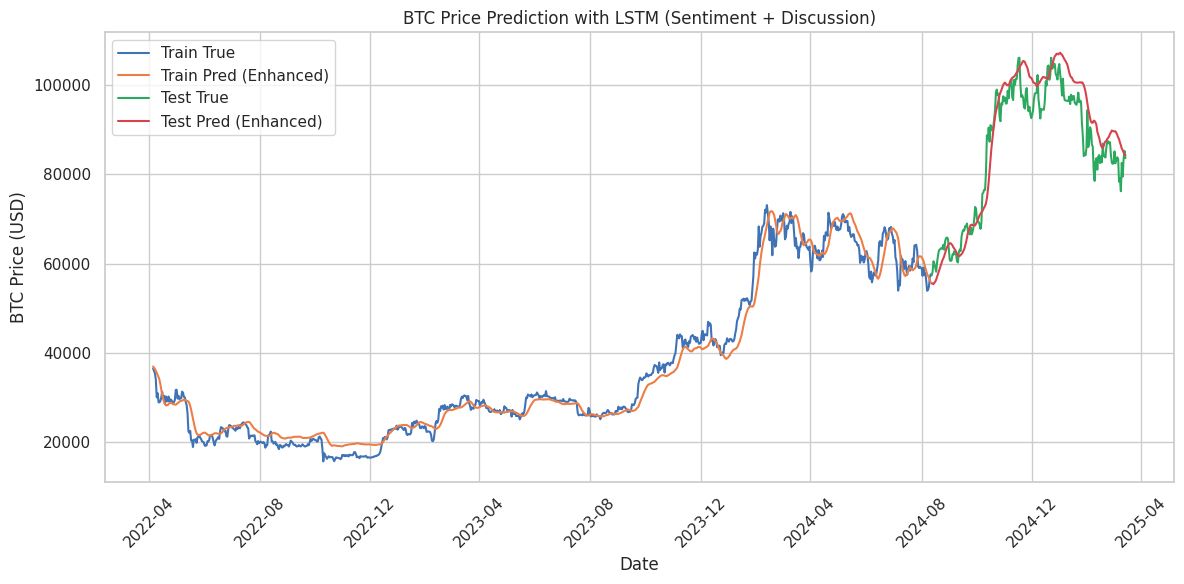 BTC Price Prediction with LSTM (Sentiment + Discussion)
Train True
Train Pred (Enhanced)
Test True
Test Pred (Enhanced)
BTC Price (USD)
100000
80000
60000
40000
20000
2022-04
2022-08
2022-12
2023-04
2023-08
2023-12
2024-04
2024-08
2024-12
2025-04
Date